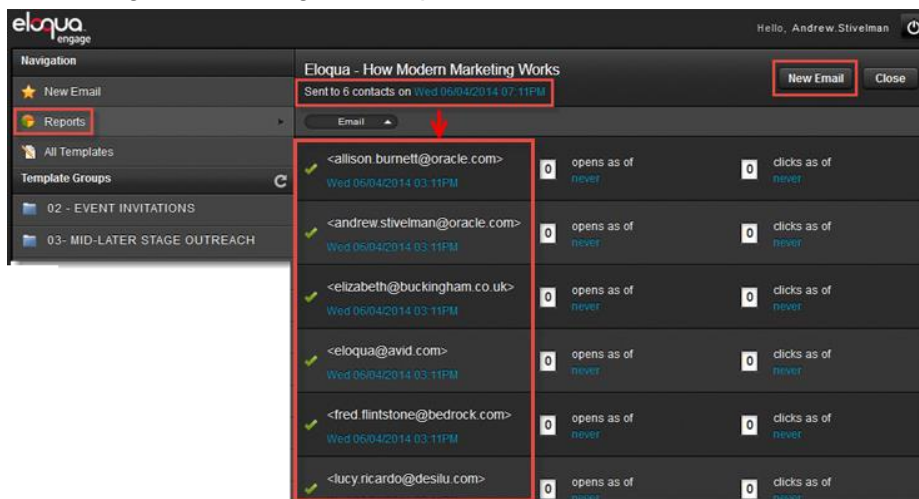 eloqua
engage
Hello, Andrew.Stivelman
Navigation
New Email
Reports
All Templates
Template Groups
02 - EVENT INVITATIONS
03- MID-LATER STAGE OUTREACH
Eloqua - How Modern Marketing Works
Sent to 6 contacts on Wed 06/04/2014 07:11PM
New Email
Close
Email
<allison.burnett@oracle.com>
Wed 06/04/2014 03:11PM
0 opens as of
never
0 clicks as of
never
<andrew.stivelman@oracle.com>
Wed 06/04/2014 03:11PM
0 opens as of
never
0 clicks as of
never
<elizabeth@buckingham.co.uk>
Wed 06/04/2014 03:11PM
0 opens as of
never
0 clicks as of
never
<eloqua@avid.com>
Wed 06/04/2014 03:11PM
0 opens as of
never
0 clicks as of
never
<fred.flintstone@bedrock.com>
Wed 06/04/2014 03:11PM
0 opens as of
never
0 clicks as of
never
<lucy.ricardo@desilu.com>
0 opens as of
0 clicks as of